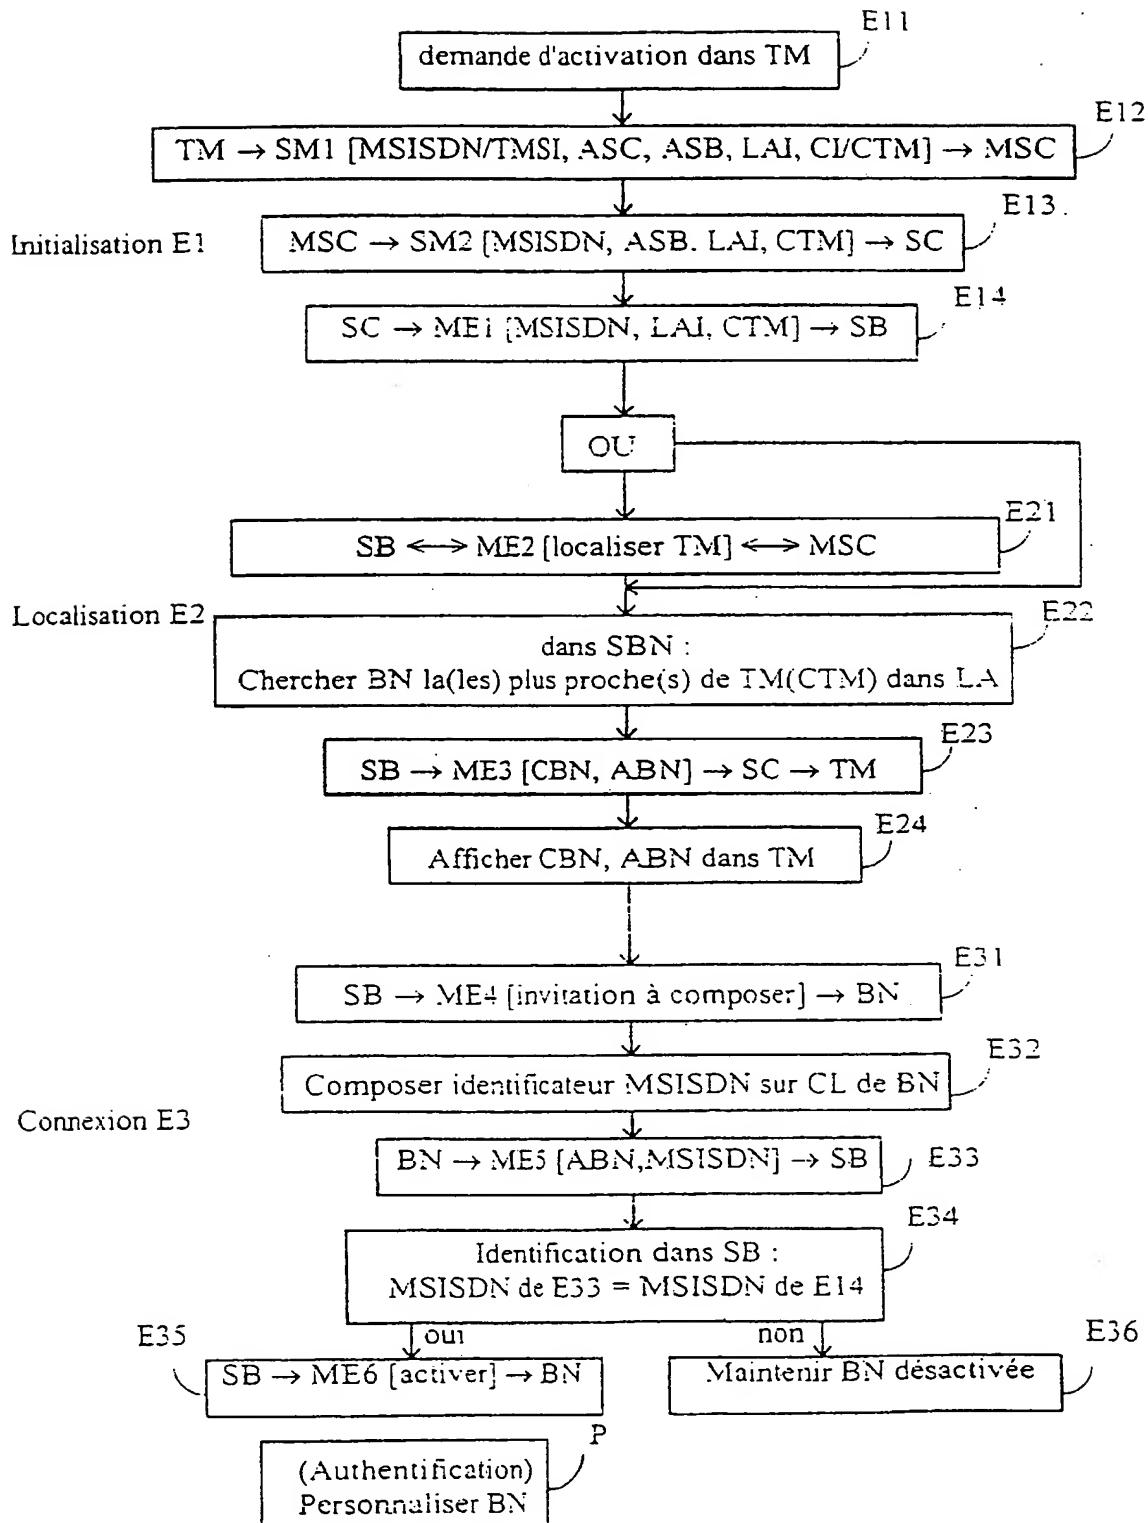 E11
demande d'activation dans TM
E12
TM → SM1 [MSISDN/TMSI, ASC, ASB, LAI, CI/CTM] → MSC
E13.
Initialisation E1
MSC → SM2 [MSISDN, ASB. LAI, CTM] → SC
E14
SC → ME1 [MSISDN, LAI, CTM] → SB
OU
E21
SB ⟷ ME2 [localiser TM] ⟷ MSC
Localisation E2
E22
dans SBN :
Chercher BN la(les) plus proche(s) de TM(CTM) dans LA
E23
SB → ME3 [CBN, ABN] → SC → TM
E24
Afficher CBN, ABN dans TM
E31
SB → ME4 [invitation à composer] → BN
E32
Composer identificateur MSISDN sur CL de BN
Connexion E3
BN → ME5 [ABN,MSISDN] → SB
E33
E34
Identification dans SB :
MSISDN de E33 = MSISDN de E14
E35
oui
non
E36
SB → ME6 [activer] → BN
Maintenir BN désactivée
P
(Authentification)
Personnaliser BN